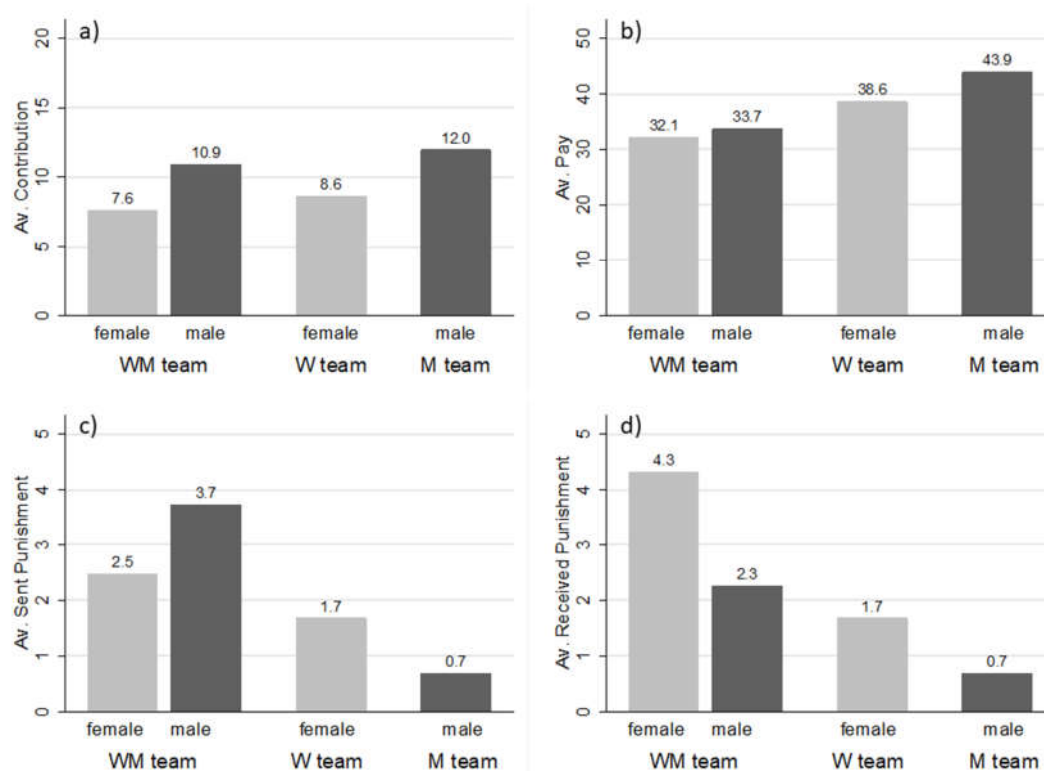 a)
Av. Contribution
20
15
10
5
0
7.6
10.9
8.6
12.0
female male female male
WM team W team M team
b)
Av. Pay
50
40
30
20
10
0
32.1
33.7
38.6
43.9
female male female male
WM team W team M team
c)
Av. Sent Punishment
5
4
3
2
1
0
2.5
3.7
1.7
0.7
female male female male
WM team W team M team
d)
Av. Received Punishment
5
4
3
2
1
0
4.3
2.3
1.7
0.7
female male female male
WM team W team M team